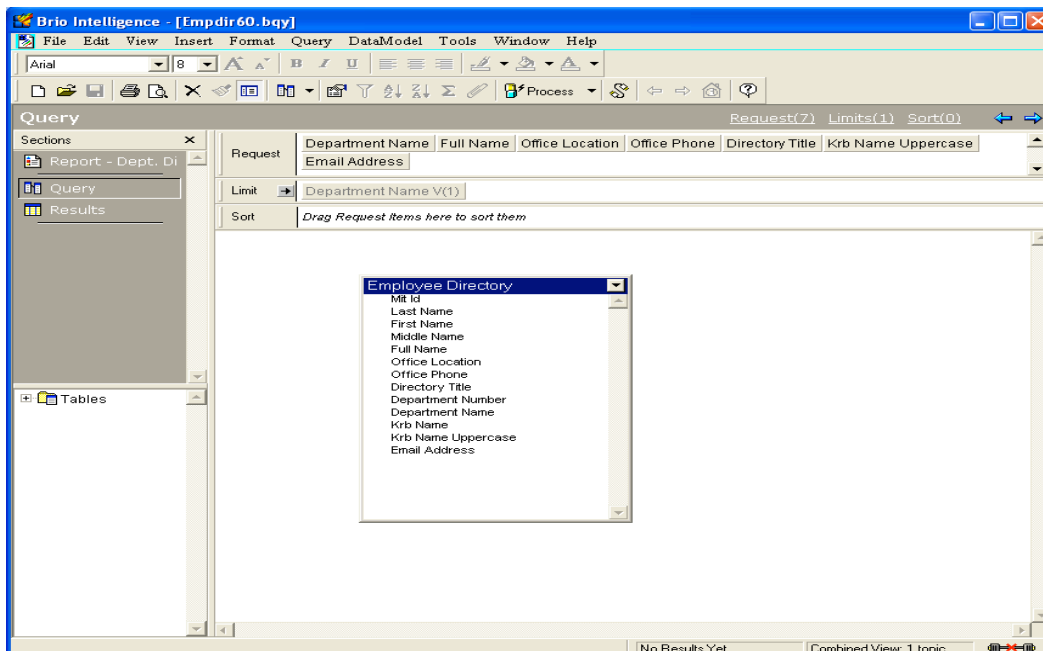 Brio Intelligence - [Empdir60.bqy]
File Edit View Insert Format Query DataModel Tools Window Help
Arial 8 A A B I U A
Process
Query Request(7) Limits(1) Sort(0)
Sections
Report - Dept. Di
Query
Results
Request Department Name Full Name Office Location Office Phone Directory Title Krb Name Uppercase
Email Address
Limit Department Name V(1)
Sort Drag Request Items here to sort them
Employee Directory
Mit Id
Last Name
First Name
Middle Name
Full Name
Office Location
Office Phone
Directory Title
Department Number
Department Name
Krb Name
Krb Name Uppercase
Email Address
Tables
No Results Yet Combined View: 1 topic